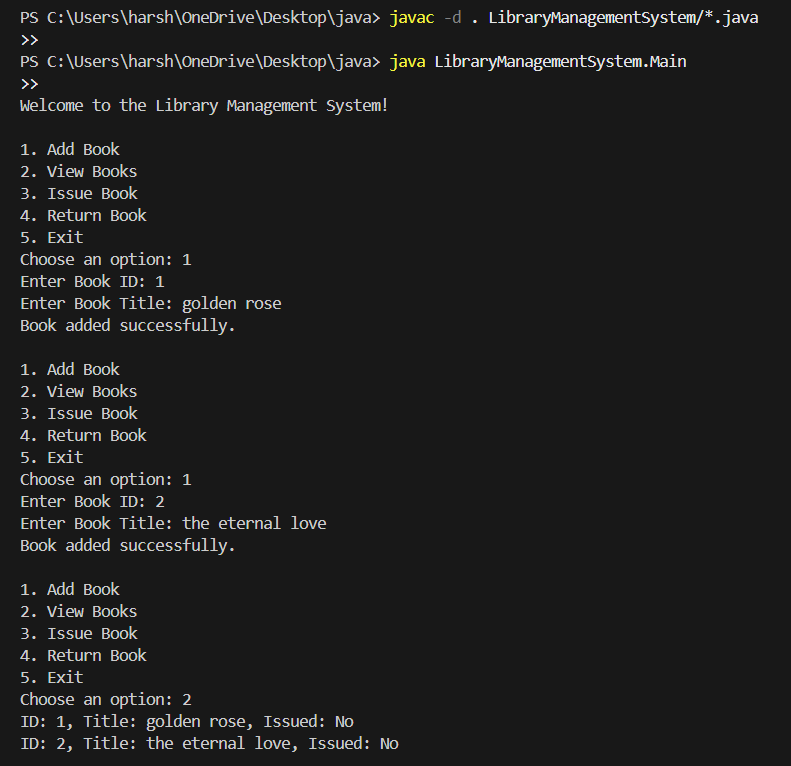 PS C:\Users\harsh\OneDrive\Desktop\java> javac -d . LibraryManagementSystem/*.java
>>
PS C:\Users\harsh\OneDrive\Desktop\java> java LibraryManagementSystem.Main
>>
Welcome to the Library Management System!
1. Add Book
2. View Books
3. Issue Book
4. Return Book
5. Exit
Choose an option: 1
Enter Book ID: 1
Enter Book Title: golden rose
Book added successfully.
1. Add Book
2. View Books
3. Issue Book
4. Return Book
5. Exit
Choose an option: 1
Enter Book ID: 2
Enter Book Title: the eternal love
Book added successfully.
1. Add Book
2. View Books
3. Issue Book
4. Return Book
5. Exit
Choose an option: 2
ID: 1, Title: golden rose, Issued: No
ID: 2, Title: the eternal love, Issued: No